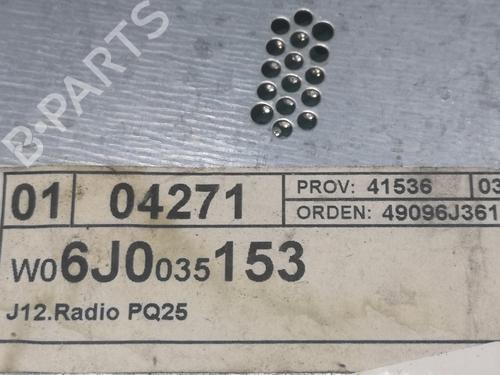 B-PARTS
01 04271 PROV: 41536 03
ORDEN: 49096J361
W06J0035153
J12.Radio PQ25